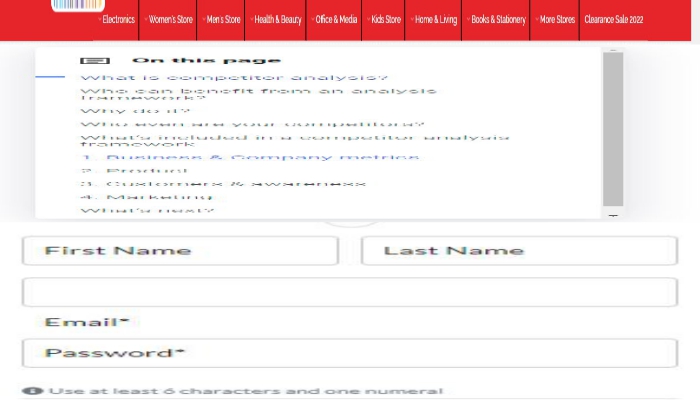 Electronics Women's Store Men's Store Health & Beauty Office & Media Kids Store Home & Living Books & Stationery More Stores Clearance Sale 2022
On this page
What is competitor analysis?
Who can benefit from an analysis
framework?
Why do it?
Who even are your competitors?
What's included in a competitor analysis
framework
1. Business & Company metrics
2. Product
3. Customers & awareness
4. Marketing
What's next?
First Name Last Name
Email*
Password*
Use at least 6 characters and one numeral